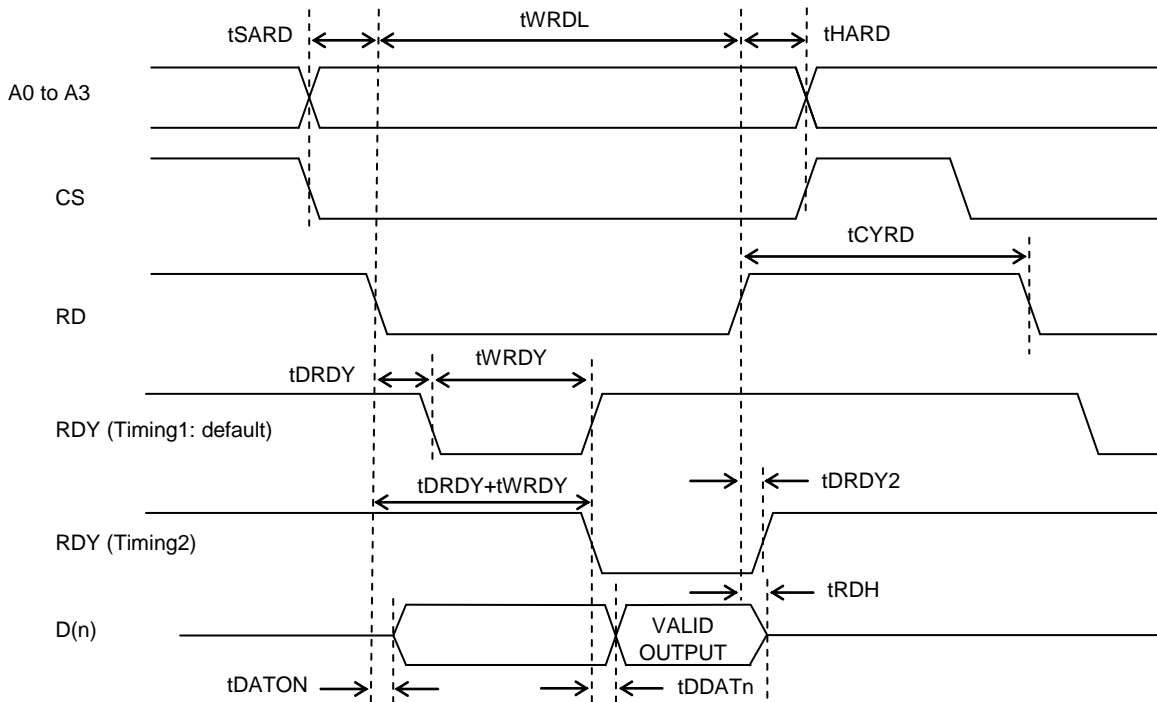 tSARD
tWRDL
tHARD
A0 to A3
CS
tCYRD
RD
tWRDY
tDRDY
RDY (Timing1: default)
tDRDY+tWRDY
tDRDY2
RDY (Timing2)
tRDH
D(n)
VALID
OUTPUT
tDATON
tDDATn